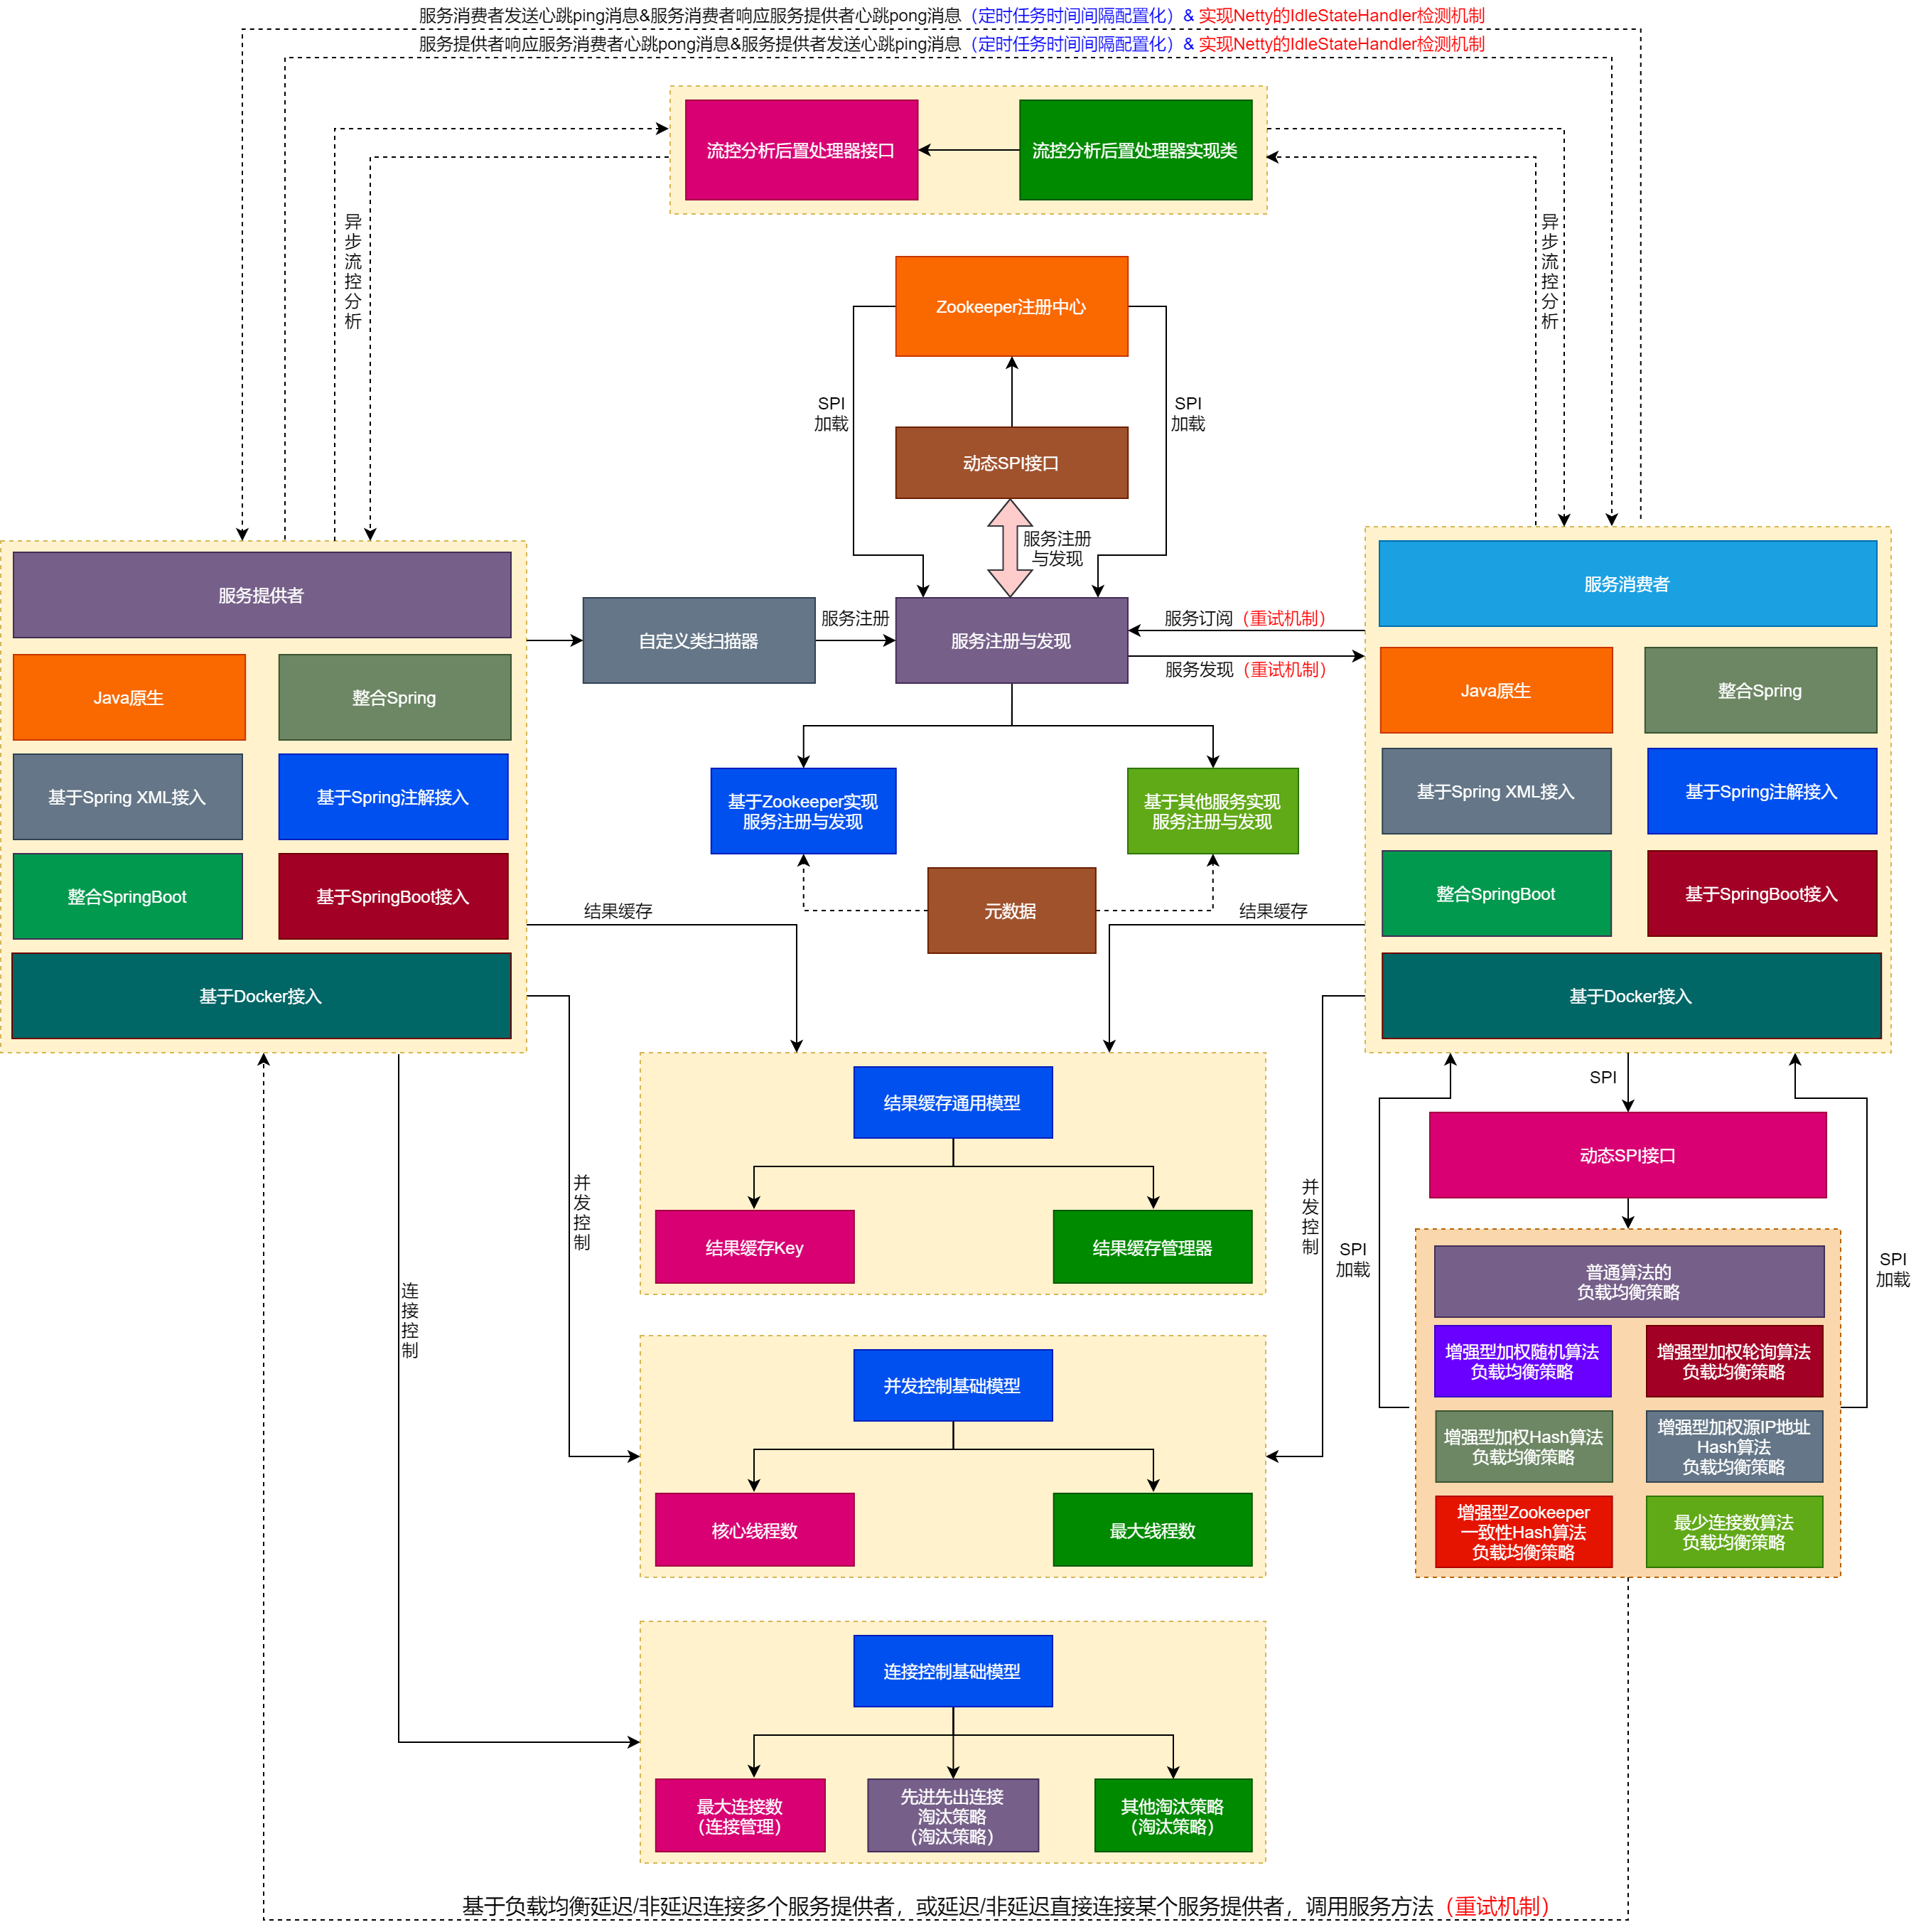 服务消费者发送心跳ping消息&服务消费者响应服务提供者心跳pong消息（定时任务时间间隔配置化）& 实现Netty的IdleStateHandler检测机制
服务提供者响应服务消费者心跳pong消息&服务提供者发送心跳ping消息（定时任务时间间隔配置化）& 实现Netty的IdleStateHandler检测机制
流控分析后置处理器接口
流控分析后置处理器实现类
异步流控分析
异步流控分析
Zookeeper注册中心
SPI
加载
SPI
加载
动态SPI接口
服务注册
与发现
服务提供者
Java原生
整合Spring
基于Spring XML接入
基于Spring注解接入
整合SpringBoot
基于SpringBoot接入
基于Docker接入
自定义类扫描器
服务注册
服务注册与发现
服务订阅（重试机制）
服务发现（重试机制）
服务消费者
Java原生
整合Spring
基于Spring XML接入
基于Spring注解接入
整合SpringBoot
基于SpringBoot接入
基于Docker接入
基于Zookeeper实现
服务注册与发现
基于其他服务实现
服务注册与发现
元数据
结果缓存
结果缓存
结果缓存通用模型
结果缓存Key
结果缓存管理器
并发控制
并发控制
连接控制
并发控制基础模型
核心线程数
最大线程数
连接控制基础模型
最大连接数
（连接管理）
先进先出连接
淘汰策略
（淘汰策略）
其他淘汰策略
（淘汰策略）
SPI
动态SPI接口
SPI
加载
SPI
加载
普通算法的
负载均衡策略
增强型加权随机算法
负载均衡策略
增强型加权轮询算法
负载均衡策略
增强型加权Hash算法
负载均衡策略
增强型加权源IP地址
Hash算法
负载均衡策略
增强型Zookeeper
一致性Hash算法
负载均衡策略
最少连接数算法
负载均衡策略
基于负载均衡延迟/非延迟连接多个服务提供者，或延迟/非延迟直接连接某个服务提供者，调用服务方法（重试机制）